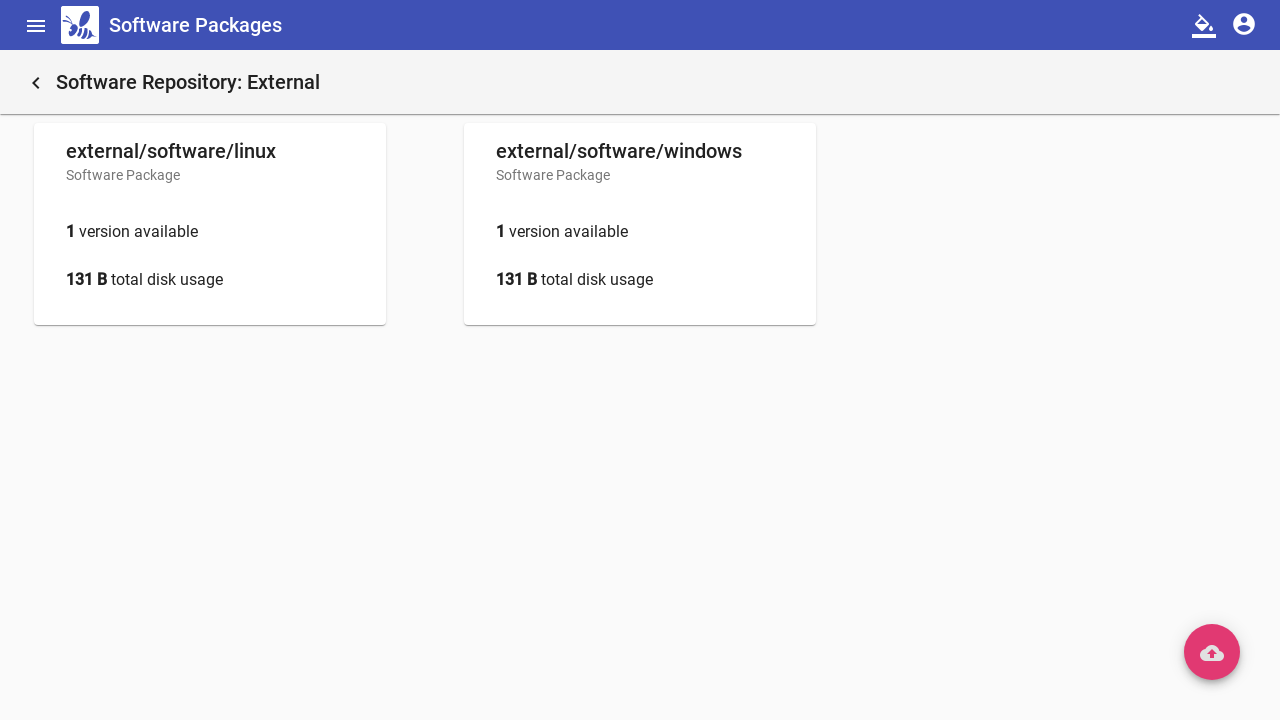 Software Packages
Software Repository: External
external/software/linux
Software Package
1 version available
131 B total disk usage
external/software/windows
Software Package
1 version available
131 B total disk usage